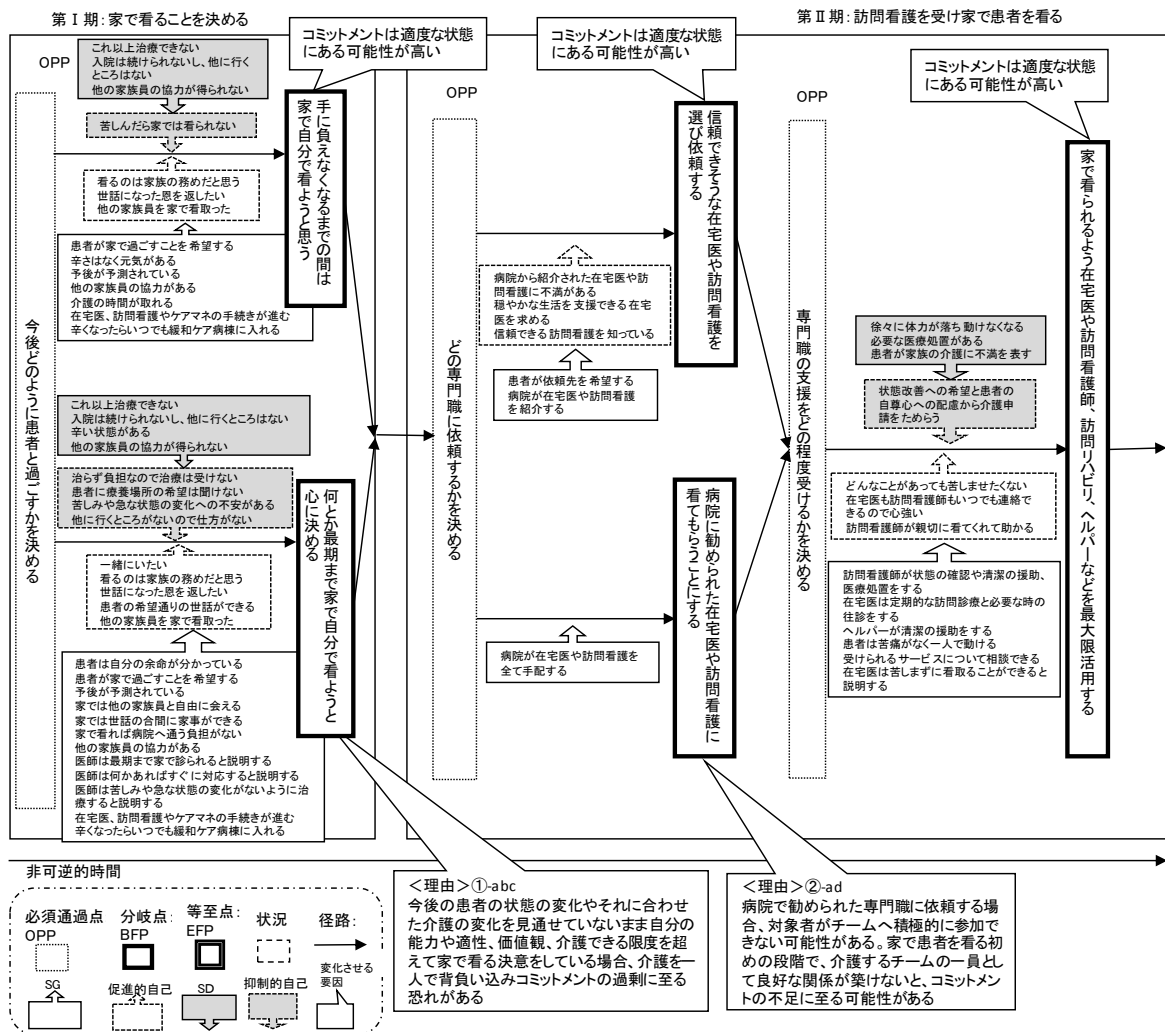 第Ⅰ期：家で看ることを決める
第Ⅱ期：訪問看護を受け家で患者を看る
コミットメントは適度な状態
にある可能性が高い
コミットメントは適度な状態
にある可能性が高い
コミットメントは適度な状態
にある可能性が高い
OPP
これ以上治療できない
入院は続けられないし、他に行く
ところはない
他の家族員の協力が得られない
苦しんだら家では看られない
看るのは家族の務めだと思う
世話になった恩を返したい
他の家族員を家で看取った
患者が家で過ごすことを希望する
辛さはなく元気がある
予後が予測されている
他の家族員の協力がある
介護の時間が取れる
在宅医、訪問看護やケアマネの手続きが進む
辛くなったらいつでも緩和ケア病棟に入れる
今後どのように患者と過ごすかを決める
手に負えなくなるまでの間は
家で自分で看ようと思う
これ以上治療できない
入院は続けられないし、他に行くところはない
辛い状態がある
他の家族員の協力が得られない
治らず負担なので治療は受けない
患者に療養場所の希望は聞けない
苦しみや急な状態の変化への不安がある
他に行くところがないので仕方がない
一緒にいたい
看るのは家族の務めだと思う
世話になった恩を返したい
患者の希望通りの世話ができる
他の家族員を家で看取った
患者は自分の余命が分かっている
患者が家で過ごすことを希望する
予後が予測されている
家では他の家族員と自由に会える
家では世話の合間に家事ができる
家で看れば病院へ通う負担がない
他の家族員の協力がある
医師は最期まで家で診られると説明する
医師は何かあればすぐに対応すると説明する
医師は苦しみや急な状態の変化がないように治
療すると説明する
在宅医、訪問看護やケアマネの手続きが進む
辛くなったらいつでも緩和ケア病棟に入れる
何とか最期まで家で自分で看ようと
心に決める
OPP
どの専門職に依頼するかを決める
病院から紹介された在宅医や訪
問看護に不満がある
穏やかな生活を支援できる在宅
医を求める
信頼できる訪問看護を知っている
患者が依頼先を希望する
病院が在宅医や訪問看護
を紹介する
信頼できそうな在宅医や訪問看護を
選び依頼する
病院が在宅医や訪問看護を
全て手配する
病院に勧められた在宅医や訪問看護に
看てもらうことにする
OPP
専門職の支援をどの程度受けるかを決める
徐々に体力が落ち動けなくなる
必要な医療処置がある
患者が家族の介護に不満を表す
状態改善への希望と患者の
自尊心への配慮から介護申
請をためらう
どんなことがあっても苦しませたくない
在宅医も訪問看護師もいつでも連絡で
きるので心強い
訪問看護師が親切に看てくれて助かる
訪問看護師が状態の確認や清潔の援助、
医療処置をする
在宅医は定期的な訪問診療と必要な時の
往診をする
ヘルパーが清潔の援助をする
患者は苦痛がなく一人で動ける
受けられるサービスについて相談できる
在宅医は苦しまずに看取ることができると
説明する
家で看られるよう在宅医や訪問看護師、訪問リハビリ、ヘルパーなどを最大限活用する
非可逆的時間
必須通過点
OPP
分岐点：
BFP
等至点：
EFP
状況
径路：
SG
促進的自己
SD
抑制的自己
変化させる
要因
＜理由＞①-abc
今後の患者の状態の変化やそれに合わせ
た介護の変化を見通せていないまま自分の
能力や適性、価値観、介護できる限度を超
えて家で看る決意をしている場合、介護を一
人で背負い込みコミットメントの過剰に至る
恐れがある
＜理由＞②-ad
病院で勧められた専門職に依頼する場
合、対象者がチームへ積極的に参加で
きない可能性がある。家で患者を看る初
めの段階で、介護するチームの一員とし
て良好な関係が築けないと、コミットメン
トの不足に至る可能性がある